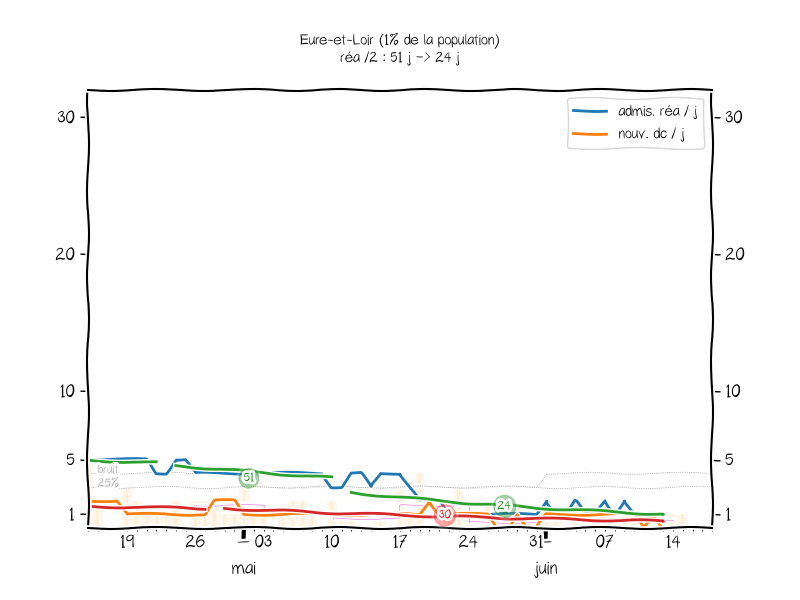 Eure-et-Loir (1% de la population)
réa /2 : 51 j -> 24 j
admis. réa / j
nouv. dc / j
30 30
20 20
10 10
5 5
bruit
25%
51
24
30
1 1
19 26 03 10 17 24 31 07 14
mai juin